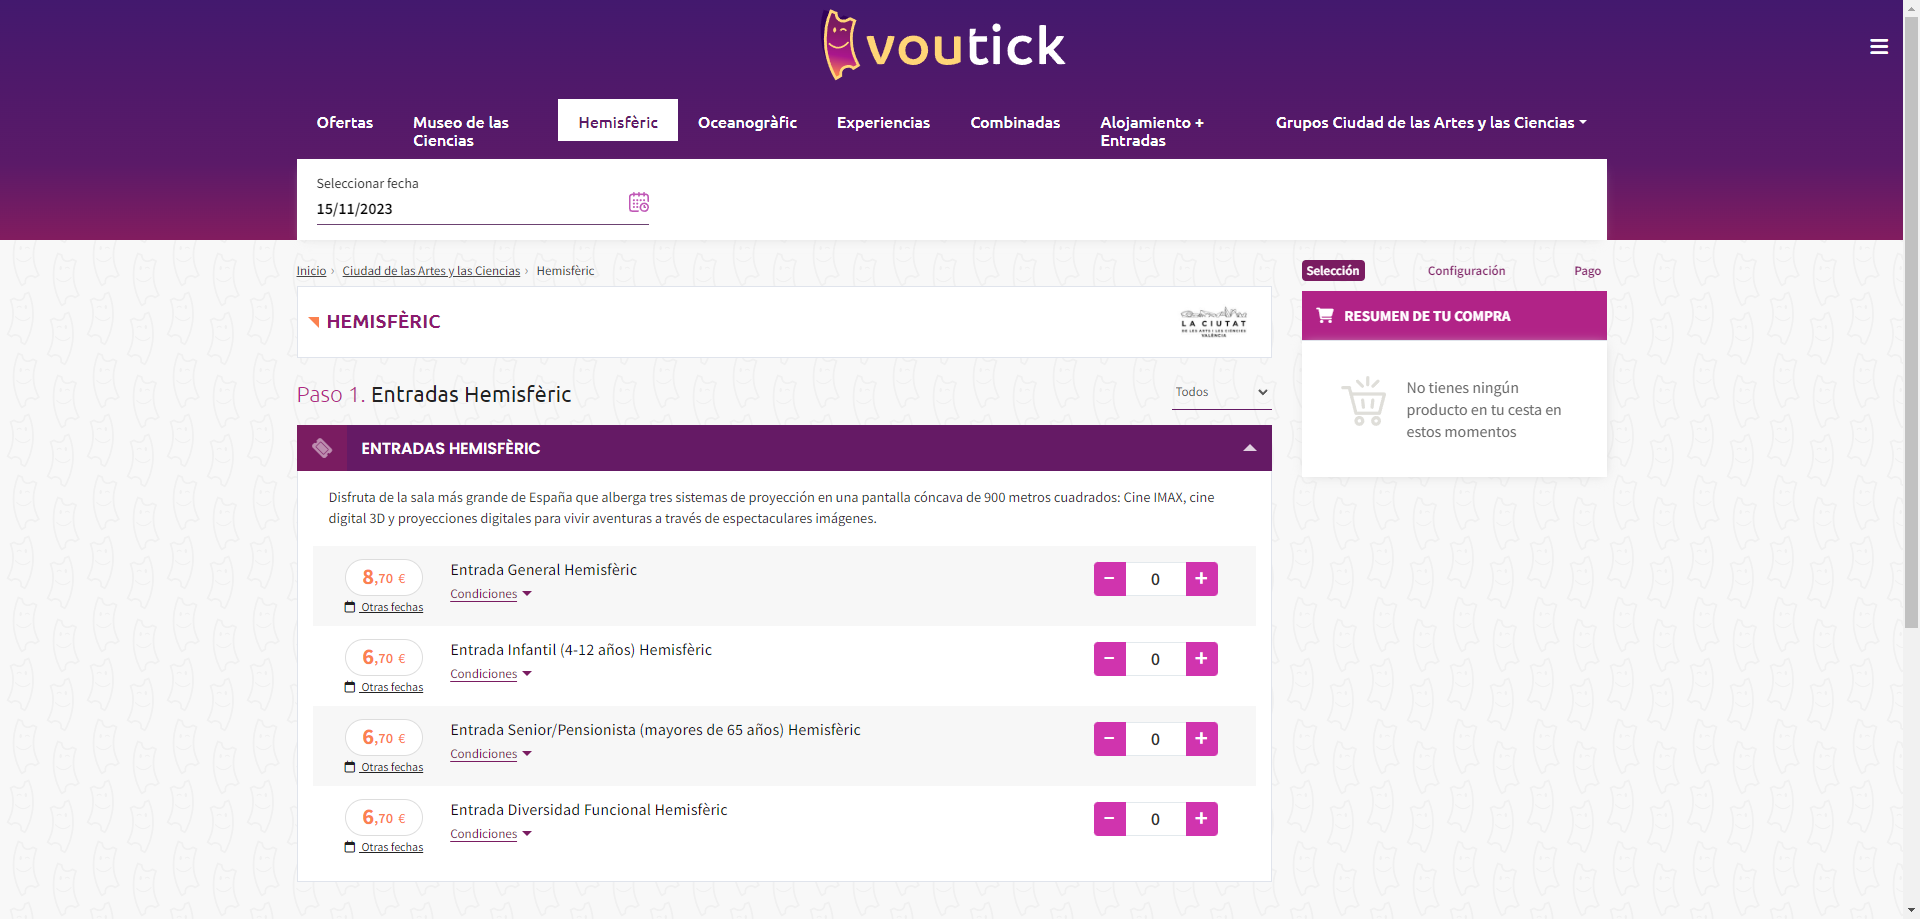 voutick
Ofertas
Museo de las
Ciencias
Hemisfèric
Oceanogràfic
Experiencias
Combinadas
Alojamiento +
Entradas
Grupos Ciudad de las Artes y las Ciencias
Seleccionar fecha
15/11/2023
Inicio › Ciudad de las Artes y las Ciencias › Hemisfèric
Selección
Configuración
Pago
HEMISFÈRIC
LA CIUTAT
DE LES ARTS I LES CIÈNCIES
VALÈNCIA
RESUMEN DE TU COMPRA
No tienes ningún
producto en tu cesta en
estos momentos
Paso 1. Entradas Hemisfèric
Todos
ENTRADAS HEMISFÈRIC
Disfruta de la sala más grande de España que alberga tres sistemas de proyección en una pantalla cóncava de 900 metros cuadrados: Cine IMAX, cine
digital 3D y proyecciones digitales para vivir aventuras a través de espectaculares imágenes.
8,70 €
Otras fechas
Entrada General Hemisfèric
Condiciones
− 0 +
6,70 €
Otras fechas
Entrada Infantil (4-12 años) Hemisfèric
Condiciones
− 0 +
6,70 €
Otras fechas
Entrada Senior/Pensionista (mayores de 65 años) Hemisfèric
Condiciones
− 0 +
6,70 €
Otras fechas
Entrada Diversidad Funcional Hemisfèric
Condiciones
− 0 +